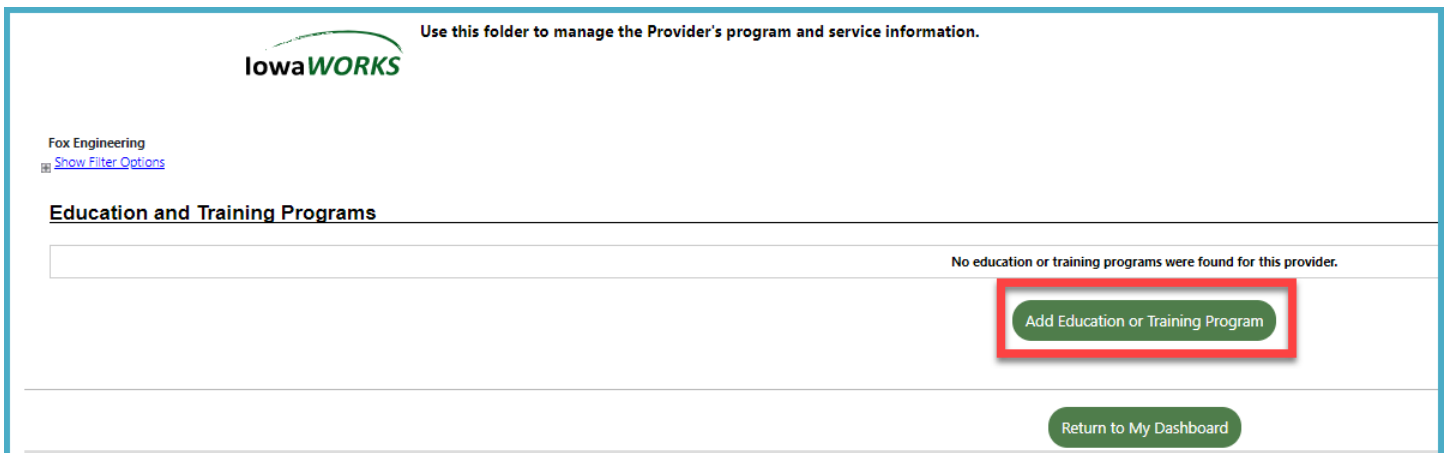 Use this folder to manage the Provider's program and service information.
IowaWORKS
Fox Engineering
Show Filter Options
Education and Training Programs
No education or training programs were found for this provider.
Add Education or Training Program
Return to My Dashboard